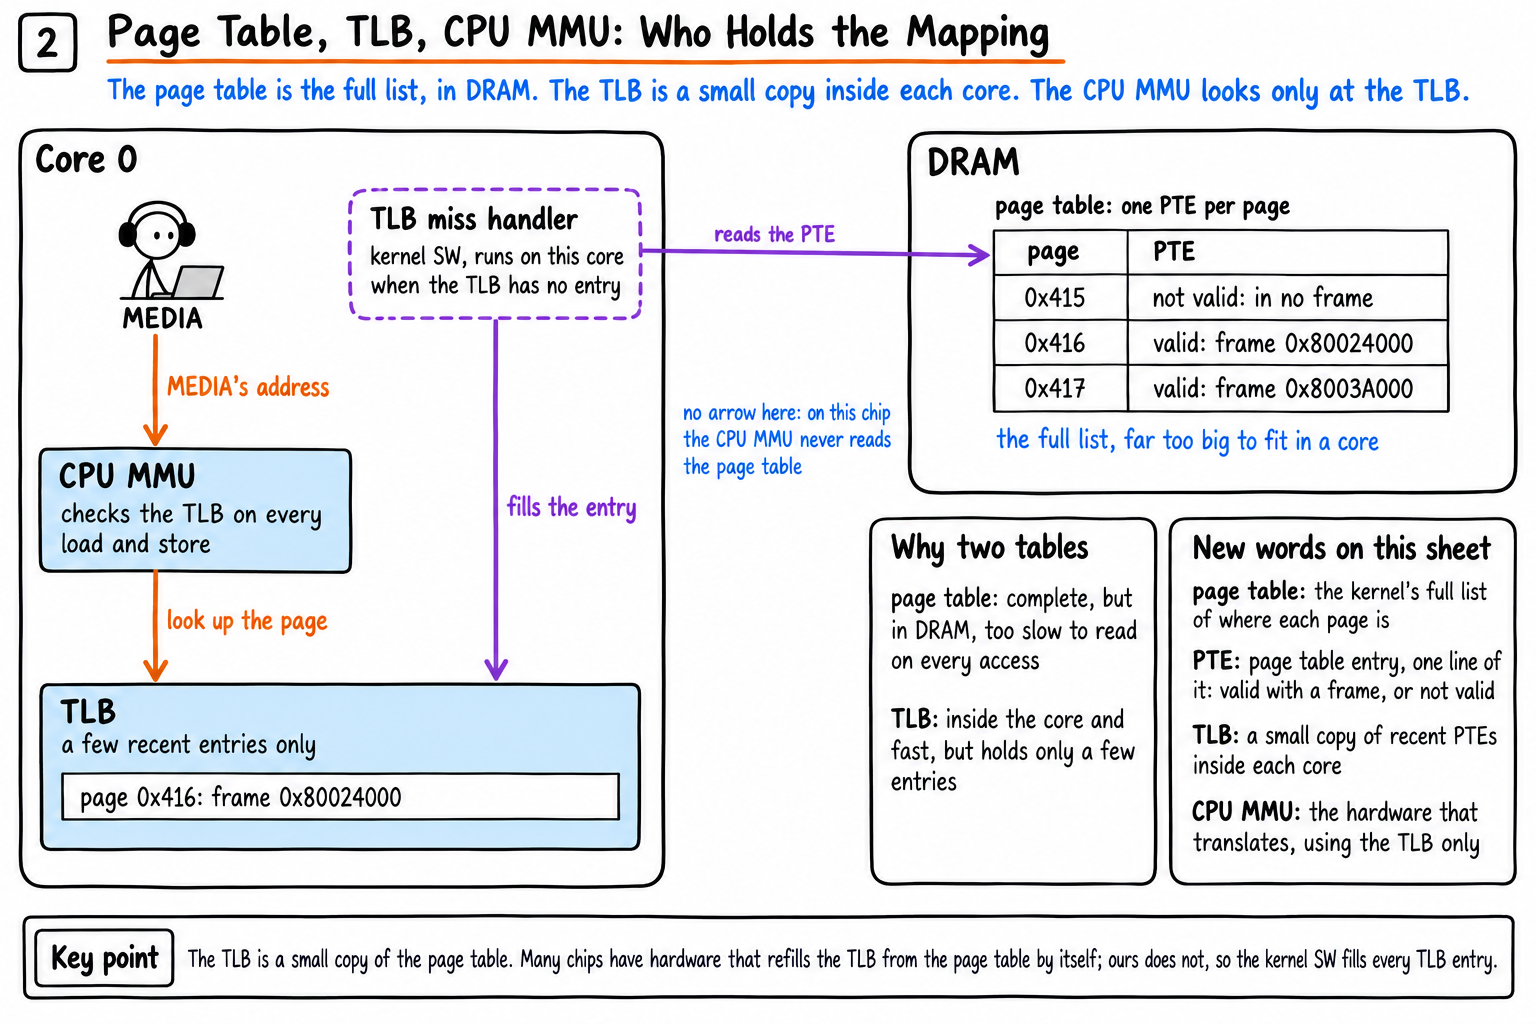 2
Page Table, TLB, CPU MMU: Who Holds the Mapping
The page table is the full list, in DRAM. The TLB is a small copy inside each core. The CPU MMU looks only at the TLB.
Core 0
MEDIA
TLB miss handler
kernel SW, runs on this core
when the TLB has no entry
reads the PTE
MEDIA's address
CPU MMU
checks the TLB on every
load and store
look up the page
fills the entry
TLB
a few recent entries only
page 0x416: frame 0x80024000
no arrow here: on this chip
the CPU MMU never reads
the page table
DRAM
page table: one PTE per page
page PTE
0x415 not valid: in no frame
0x416 valid: frame 0x80024000
0x417 valid: frame 0x8003A000
the full list, far too big to fit in a core
Why two tables
page table: complete, but
in DRAM, too slow to read
on every access
TLB: inside the core and
fast, but holds only a few
entries
New words on this sheet
page table: the kernel's full list
of where each page is
PTE: page table entry, one line of
it: valid with a frame, or not valid
TLB: a small copy of recent PTEs
inside each core
CPU MMU: the hardware that
translates, using the TLB only
Key point
The TLB is a small copy of the page table. Many chips have hardware that refills the TLB from the page table by itself; ours does not, so the kernel SW fills every TLB entry.